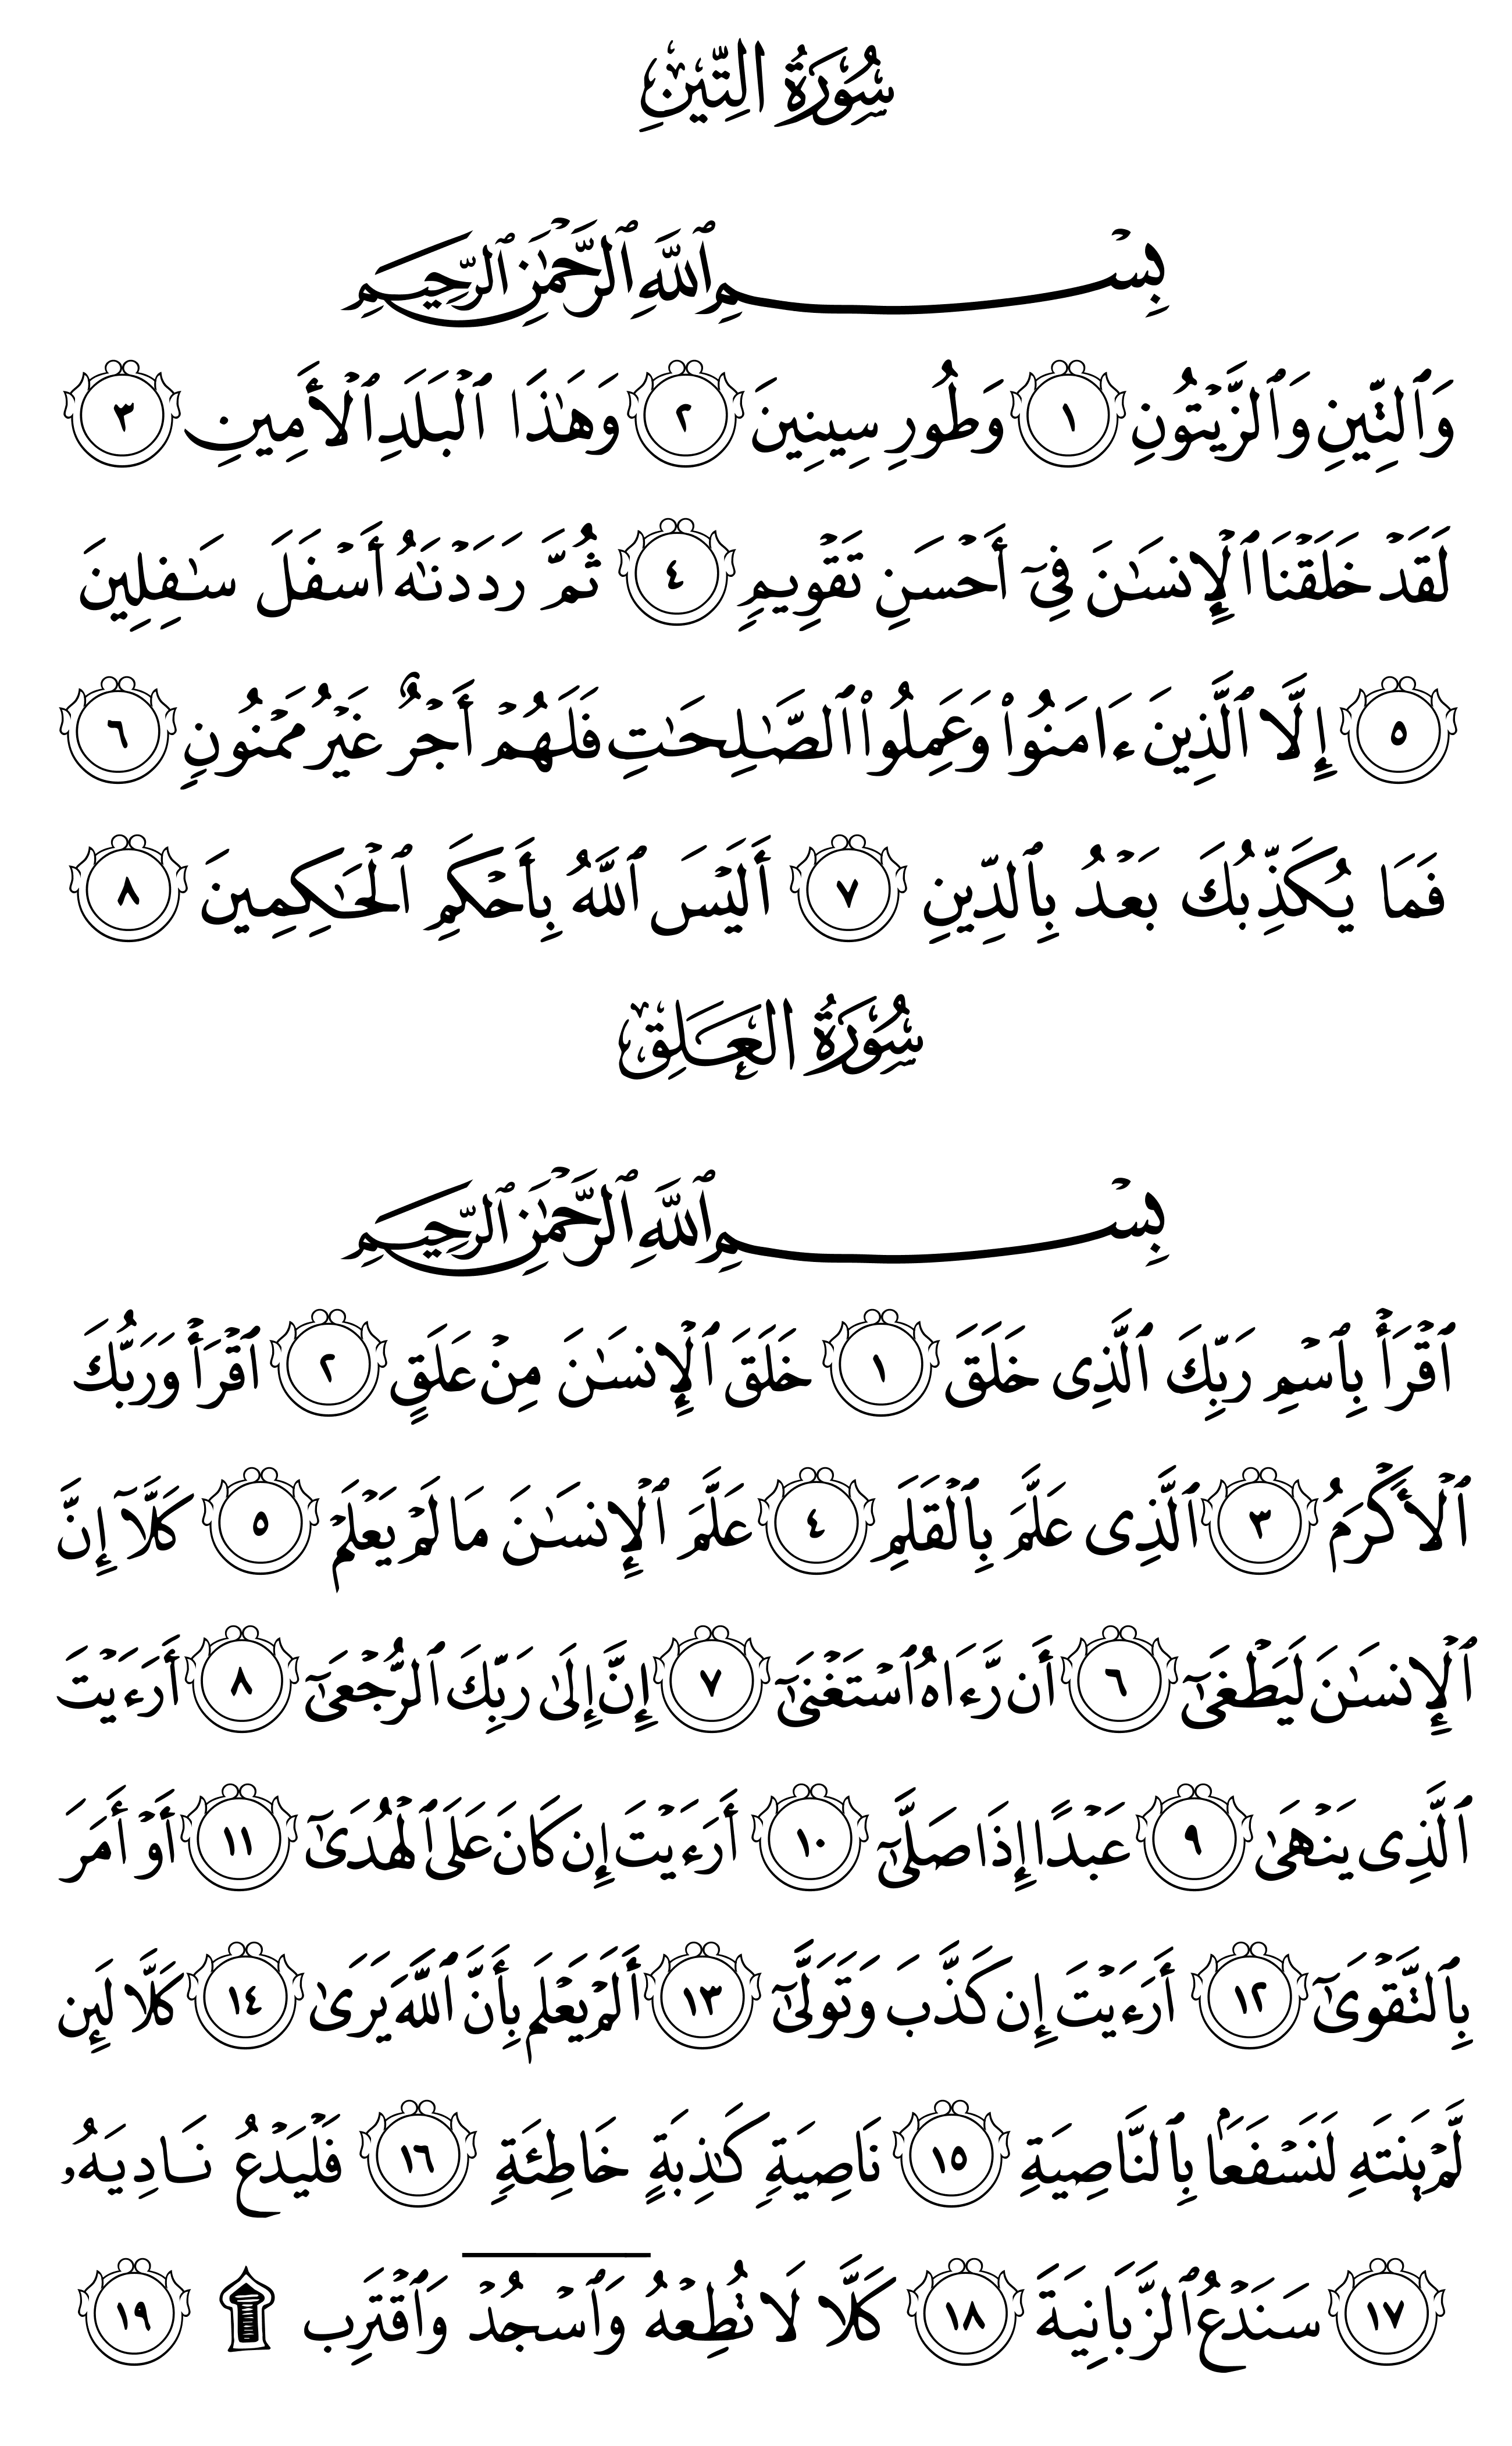 سُورَةُ التِّينِ
بِسۡمِ ٱللَّهِ ٱلرَّحۡمَٰنِ ٱلرَّحِيمِ
وَٱلتِّينِ وَٱلزَّيۡتُونِ ١ وَطُورِ سِينِينَ ٢ وَهَٰذَا ٱلۡبَلَدِ ٱلۡأَمِينِ ٣
لَقَدۡ خَلَقۡنَا ٱلۡإِنسَٰنَ فِيٓ أَحۡسَنِ تَقۡوِيمٖ ٤ ثُمَّ رَدَدۡنَٰهُ أَسۡفَلَ سَٰفِلِينَ
٥ إِلَّا ٱلَّذِينَ ءَامَنُواْ وَعَمِلُواْ ٱلصَّٰلِحَٰتِ فَلَهُمۡ أَجۡرٌ غَيۡرُ مَمۡنُونٖ ٦
فَمَا يُكَذِّبُكَ بَعۡدُ بِٱلدِّينِ ٧ أَلَيۡسَ ٱللَّهُ بِأَحۡكَمِ ٱلۡحَٰكِمِينَ ٨
سُورَةُ العَلَقِ
بِسۡمِ ٱللَّهِ ٱلرَّحۡمَٰنِ ٱلرَّحِيمِ
ٱقۡرَأۡ بِٱسۡمِ رَبِّكَ ٱلَّذِي خَلَقَ ١ خَلَقَ ٱلۡإِنسَٰنَ مِنۡ عَلَقٍ ٢ ٱقۡرَأۡ وَرَبُّكَ
ٱلۡأَكۡرَمُ ٣ ٱلَّذِي عَلَّمَ بِٱلۡقَلَمِ ٤ عَلَّمَ ٱلۡإِنسَٰنَ مَا لَمۡ يَعۡلَمۡ ٥ كَلَّآ إِنَّ
ٱلۡإِنسَٰنَ لَيَطۡغَىٰٓ ٦ أَن رَّءَاهُ ٱسۡتَغۡنَىٰٓ ٧ إِنَّ إِلَىٰ رَبِّكَ ٱلرُّجۡعَىٰٓ ٨ أَرَءَيۡتَ
ٱلَّذِي يَنۡهَىٰ ٩ عَبۡدًا إِذَا صَلَّىٰٓ ١٠ أَرَءَيۡتَ إِن كَانَ عَلَى ٱلۡهُدَىٰٓ ١١ أَوۡ أَمَرَ
بِٱلتَّقۡوَىٰٓ ١٢ أَرَءَيۡتَ إِن كَذَّبَ وَتَوَلَّىٰٓ ١٣ أَلَمۡ يَعۡلَم بِأَنَّ ٱللَّهَ يَرَىٰ ١٤ كَلَّا لَئِن
لَّمۡ يَنتَهِ لَنَسۡفَعَۢا بِٱلنَّاصِيَةِ ١٥ نَاصِيَةٖ كَٰذِبَةٍ خَاطِئَةٖ ١٦ فَلۡيَدۡعُ نَادِيَهُۥ
١٧ سَنَدۡعُ ٱلزَّبَانِيَةَ ١٨ كَلَّا لَا تُطِعۡهُ وَٱسۡجُدۡۤ وَٱقۡتَرِب ۩ ١٩